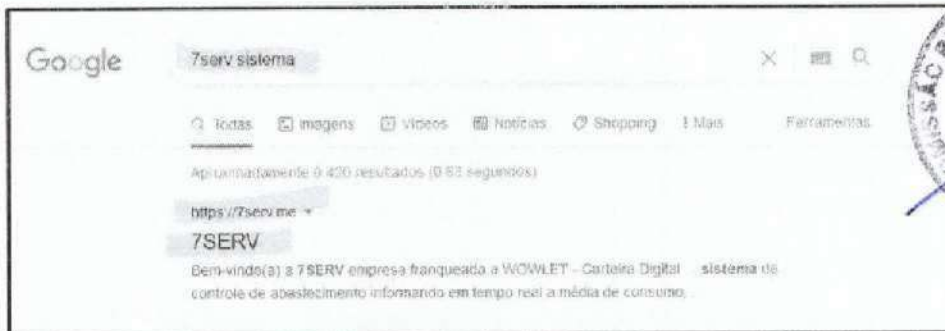 Google
7serv sistema
Todas Imagens Vídeos Notícias Shopping Mais Ferramentas
Aproximadamente 9.420 resultados (0,63 segundos)
https://7serv.me
7SERV
Bem-vindo(a) a 7SERV empresa franqueada a WOWLET - Carteira Digital ... sistema de
controle de abastecimento informando em tempo real a média de consumo, ...